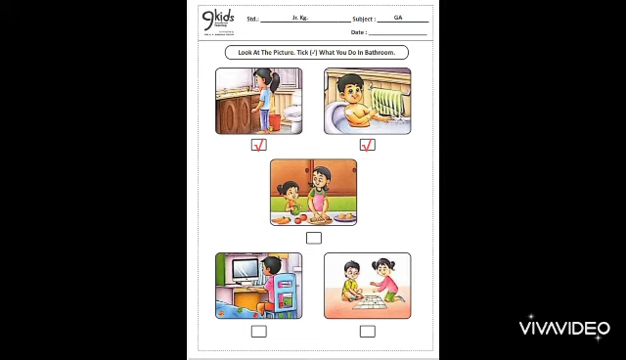 9kids
Std.: Jr. Kg. Subject : GA
Date :
Look At The Picture. Tick (✓) What You Do In Bathroom.
VIVAVIDEO